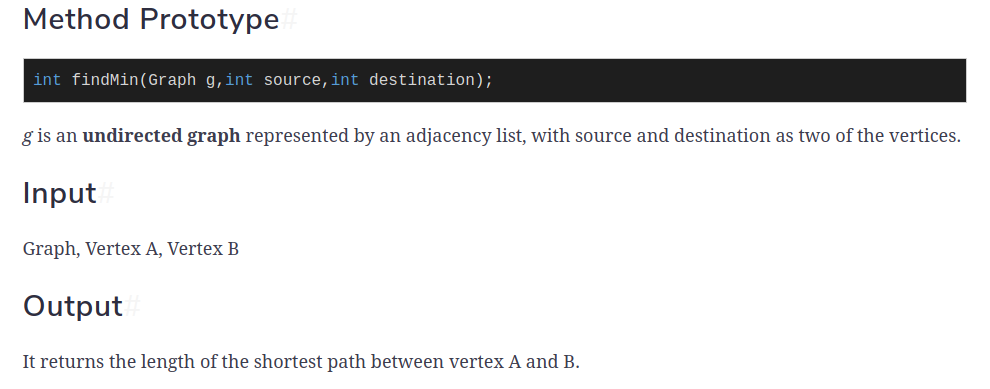 Method Prototype#
int findMin(Graph g,int source,int destination);
g is an undirected graph represented by an adjacency list, with source and destination as two of the vertices.
Input#
Graph, Vertex A, Vertex B
Output#
It returns the length of the shortest path between vertex A and B.